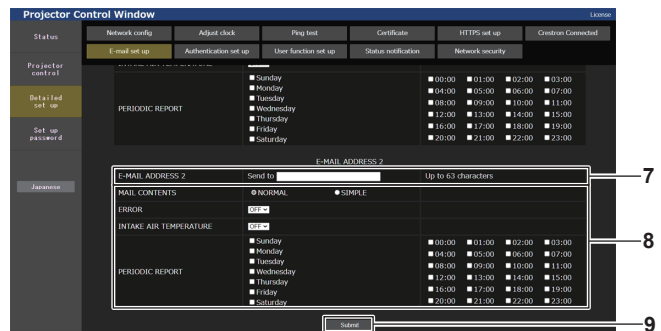 Projector Control Window License
Status Network config Adjust clock Ping test Certificate HTTPS set up Crestron Connected
E-mail set up Authentication set up User function set up Status notification Network security
Projector control
Detailed set up
Set up password
Japanese
PERIODIC REPORT
Sunday 00:00 01:00 02:00 03:00
Monday 04:00 05:00 06:00 07:00
Tuesday 08:00 09:00 10:00 11:00
Wednesday 12:00 13:00 14:00 15:00
Thursday 16:00 17:00 18:00 19:00
Friday 20:00 21:00 22:00 23:00
Saturday
E-MAIL ADDRESS 2
E-MAIL ADDRESS 2 Send to Up to 63 characters 7
MAIL CONTENTS NORMAL SIMPLE
ERROR OFF
INTAKE AIR TEMPERATURE OFF
8
PERIODIC REPORT
Sunday 00:00 01:00 02:00 03:00
Monday 04:00 05:00 06:00 07:00
Tuesday 08:00 09:00 10:00 11:00
Wednesday 12:00 13:00 14:00 15:00
Thursday 16:00 17:00 18:00 19:00
Friday 20:00 21:00 22:00 23:00
Saturday
Submit 9